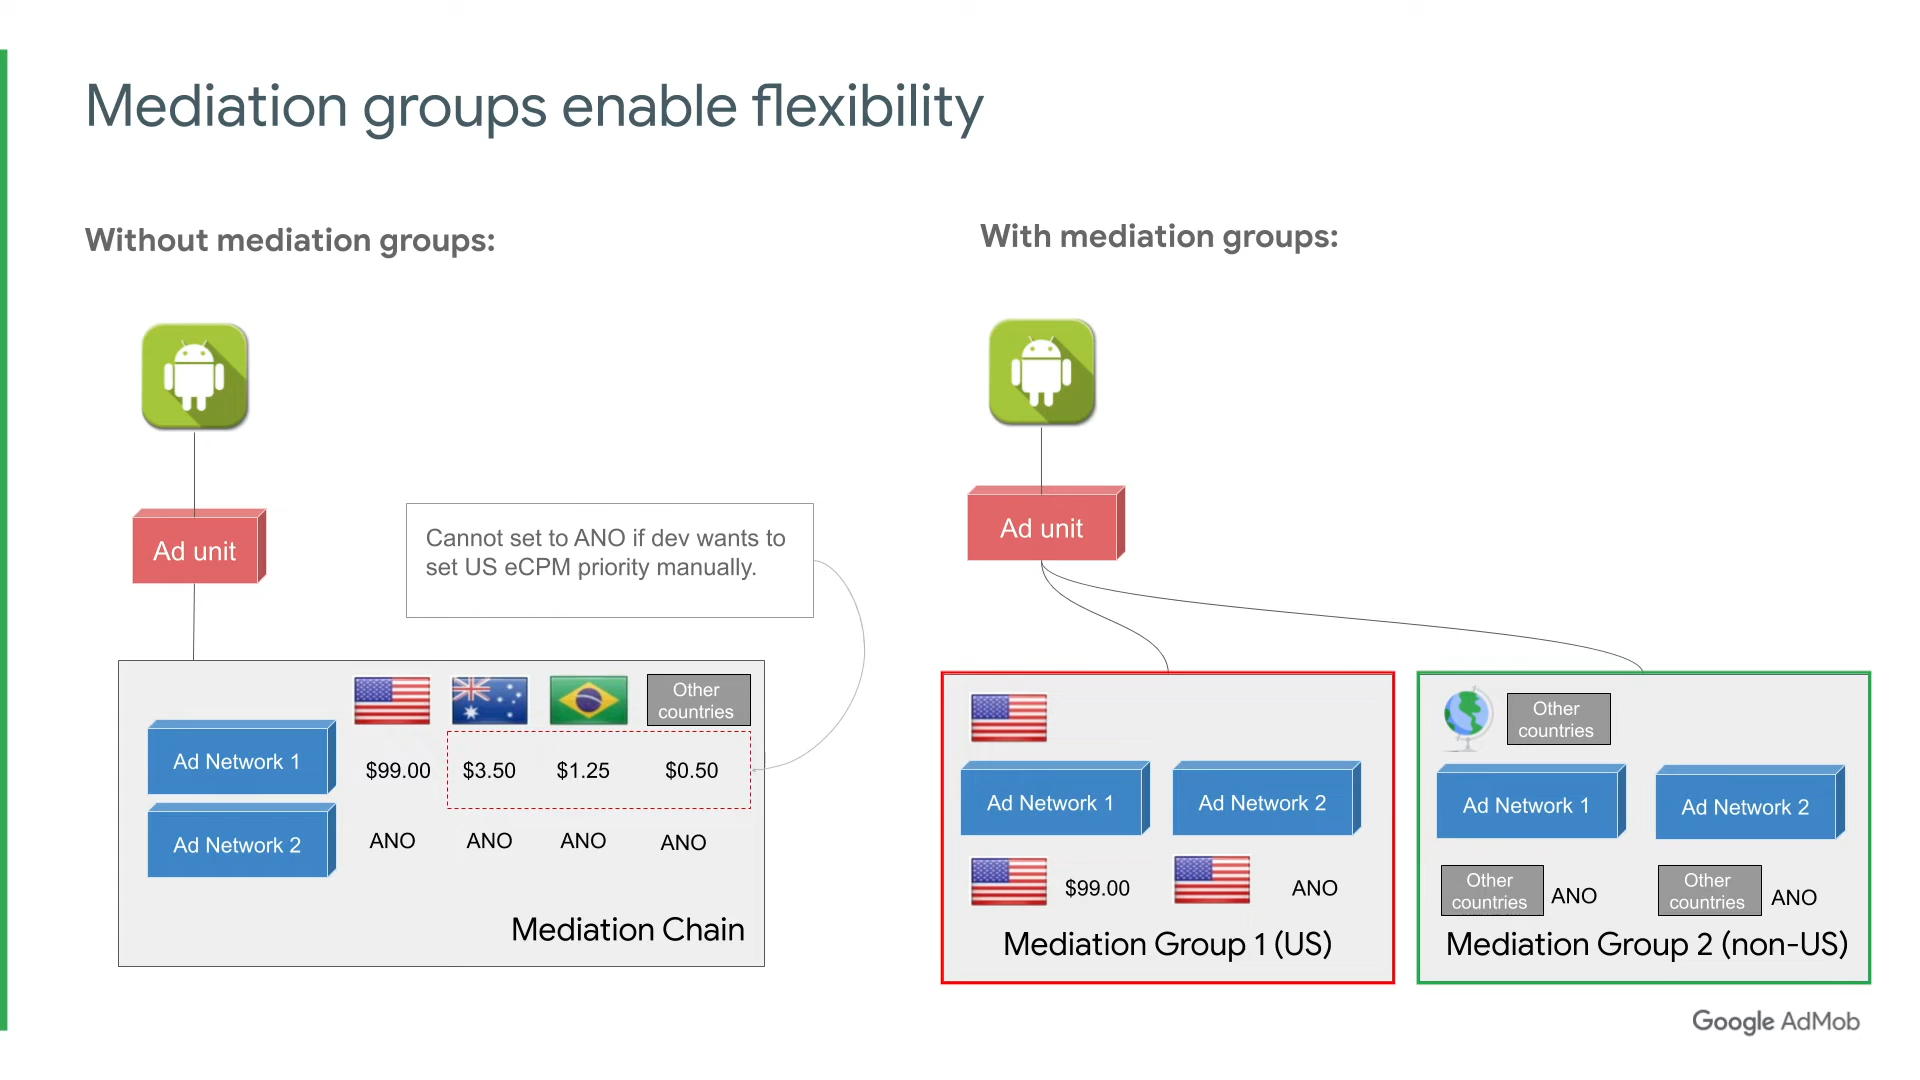 Mediation groups enable flexibility
Without mediation groups:
Ad unit
Cannot set to ANO if dev wants to
set US eCPM priority manually.
Other
countries
Ad Network 1
$99.00
$3.50
$1.25
$0.50
Ad Network 2
ANO
ANO
ANO
ANO
Mediation Chain
With mediation groups:
Ad unit
Ad Network 1
Ad Network 2
$99.00
ANO
Mediation Group 1 (US)
Other
countries
Ad Network 1
Ad Network 2
Other
countries
ANO
Other
countries
ANO
Mediation Group 2 (non-US)
Google AdMob